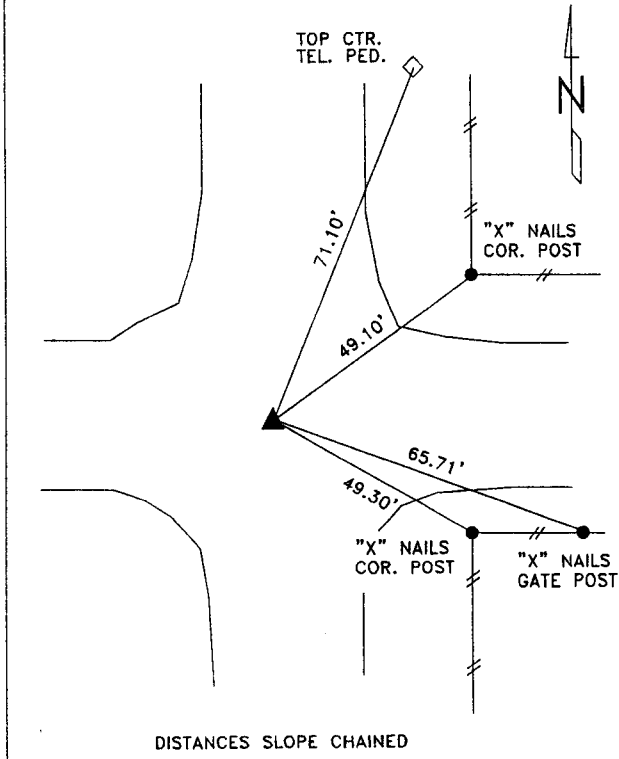 TOP CTR.
TEL. PED.
N
"X" NAILS
COR. POST
71.10'
49.10'
65.71'
49.30'
"X" NAILS
COR. POST
"X" NAILS
GATE POST
DISTANCES SLOPE CHAINED